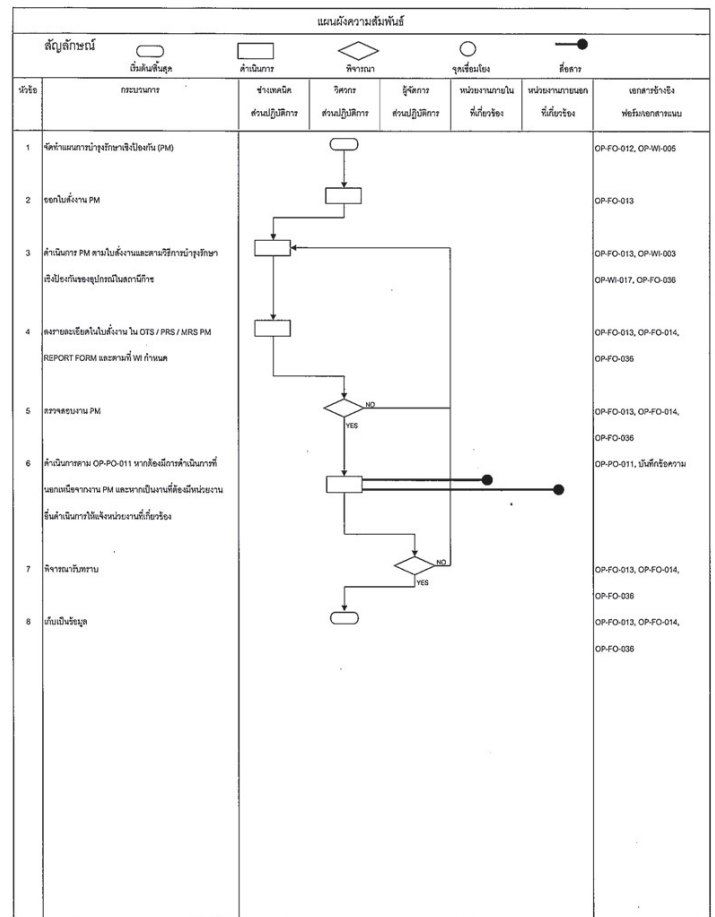 แผนผังความสัมพันธ์
สัญลักษณ์
เริ่มต้น/สิ้นสุด ดำเนินการ พิจารณา จุดเชื่อมโยง สื่อสาร
หัวข้อ กระบวนการ ช่างเทคนิค วิศวกร ผู้จัดการ หน่วยงานภายใน หน่วยงานภายนอก เอกสารอ้างอิง
ส่วนปฏิบัติการ ส่วนปฏิบัติการ ส่วนปฏิบัติการ ที่เกี่ยวข้อง ที่เกี่ยวข้อง ฟอร์มเอกสารแนบ
1 จัดทำแผนการบำรุงรักษาเชิงป้องกัน (PM) OP-FO-012, OP-WI-005
2 ออกใบสั่งงาน PM OP-FO-013
3 ดำเนินการ PM ตามใบสั่งงานและตามวิธีการบำรุงรักษา OP-FO-013, OP-WI-003
เชิงป้องกันของอุปกรณ์ในสถานีก๊าซ OP-WI-017, OP-FO-036
4 ลงรายละเอียดในใบสั่งงาน ใน OTS / PRS / MRS PM OP-FO-013, OP-FO-014,
REPORT FORM และตามที่ WI กำหนด OP-FO-036
5 ตรวจสอบงาน PM NO OP-FO-013, OP-FO-014,
YES
OP-FO-036
6 ดำเนินการตาม OP-PO-011 หากต้องมีการดำเนินการที่ OP-PO-011, บันทึกข้อความ
นอกเหนือจากงาน PM และหากเป็นงานที่ต้องมีหน่วยงาน
อื่นดำเนินการให้แจ้งหน่วยงานที่เกี่ยวข้อง
7 พิจารณารับทราบ NO OP-FO-013, OP-FO-014,
YES
OP-FO-036
8 เก็บเป็นข้อมูล OP-FO-013, OP-FO-014,
OP-FO-036